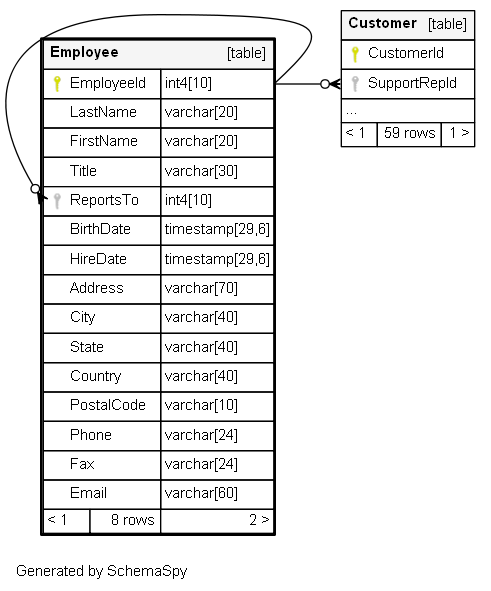 Employee [table]
EmployeeId int4[10]
LastName varchar[20]
FirstName varchar[20]
Title varchar[30]
ReportsTo int4[10]
BirthDate timestamp[29,6]
HireDate timestamp[29,6]
Address varchar[70]
City varchar[40]
State varchar[40]
Country varchar[40]
PostalCode varchar[10]
Phone varchar[24]
Fax varchar[24]
Email varchar[60]
< 1 8 rows 2 >
Customer [table]
CustomerId
SupportRepId
...
< 1 59 rows 1 >
Generated by SchemaSpy